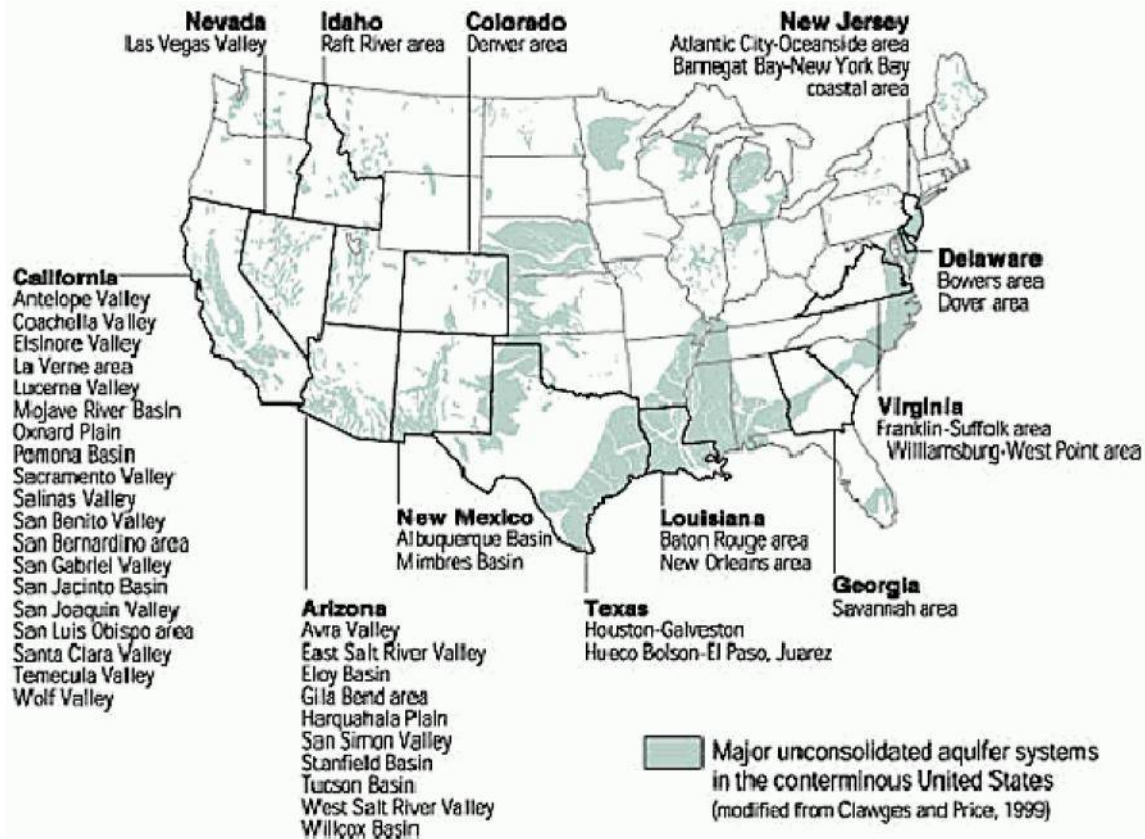 Nevada
Las Vegas Valley
Idaho
Raft River area
Colorado
Denver area
New Jersey
Atlantic City-Oceanside area
Barnegat Bay-New York Bay
coastal area
California
Antelope Valley
Coachella Valley
Elsinore Valley
La Verne area
Lucerne Valley
Mojave River Basin
Oxnard Plain
Pomona Basin
Sacramento Valley
Salinas Valley
San Benito Valley
San Bernardino area
San Gabriel Valley
San Jacinto Basin
San Joaquin Valley
San Luis Obispo area
Santa Clara Valley
Temecula Valley
Wolf Valley
Delaware
Bowers area
Dover area
Virginia
Franklin-Suffolk area
Williamsburg-West Point area
New Mexico
Albuquerque Basin
Mimbres Basin
Louisiana
Baton Rouge area
New Orleans area
Georgia
Savannah area
Arizona
Avra Valley
East Salt River Valley
Eloy Basin
Gila Bend area
Harquahala Plain
San Simon Valley
Stanfield Basin
Tucson Basin
West Salt River Valley
Willcox Basin
Texas
Houston-Galveston
Hueco Bolson-El Paso, Juarez
Major unconsolidated aquifer systems
in the conterminous United States
(modified from Clawges and Price, 1999)